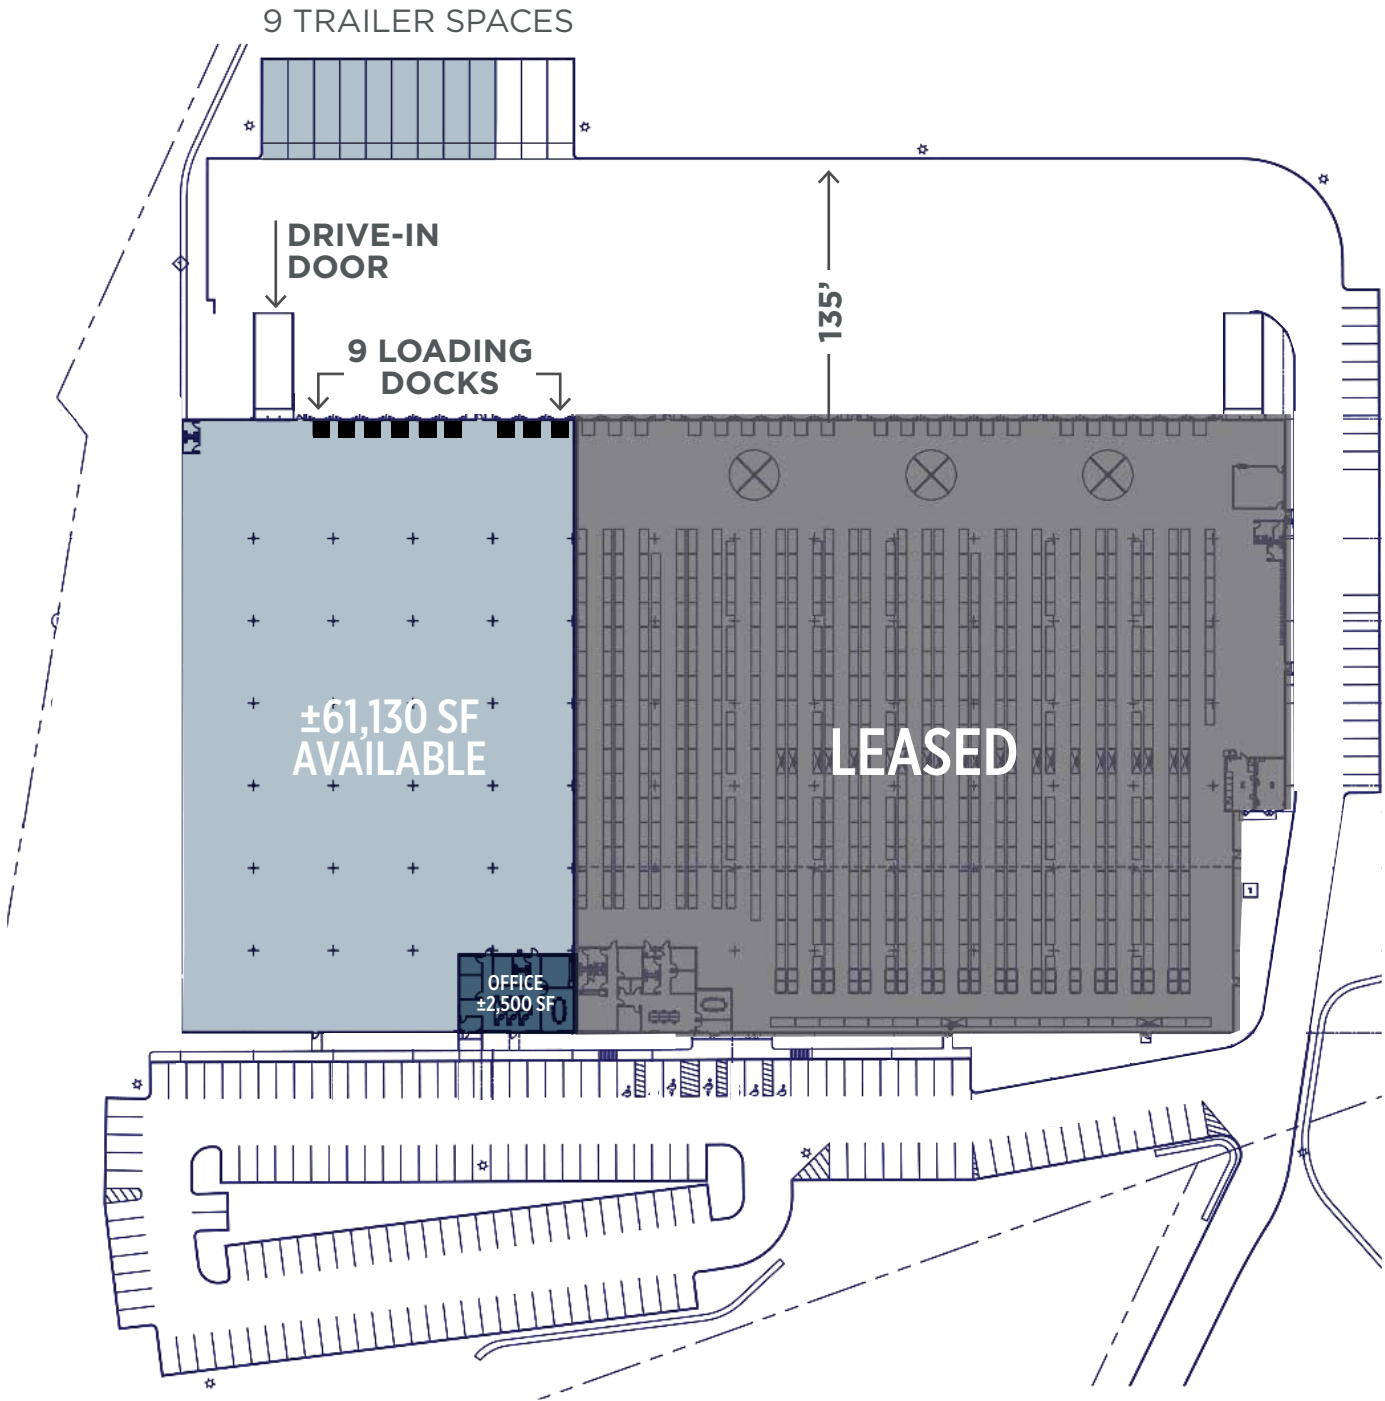 9 TRAILER SPACES
DRIVE-IN
DOOR
135’
9 LOADING
DOCKS
±61,130 SF
AVAILABLE
LEASED
OFFICE
±2,500 SF
1